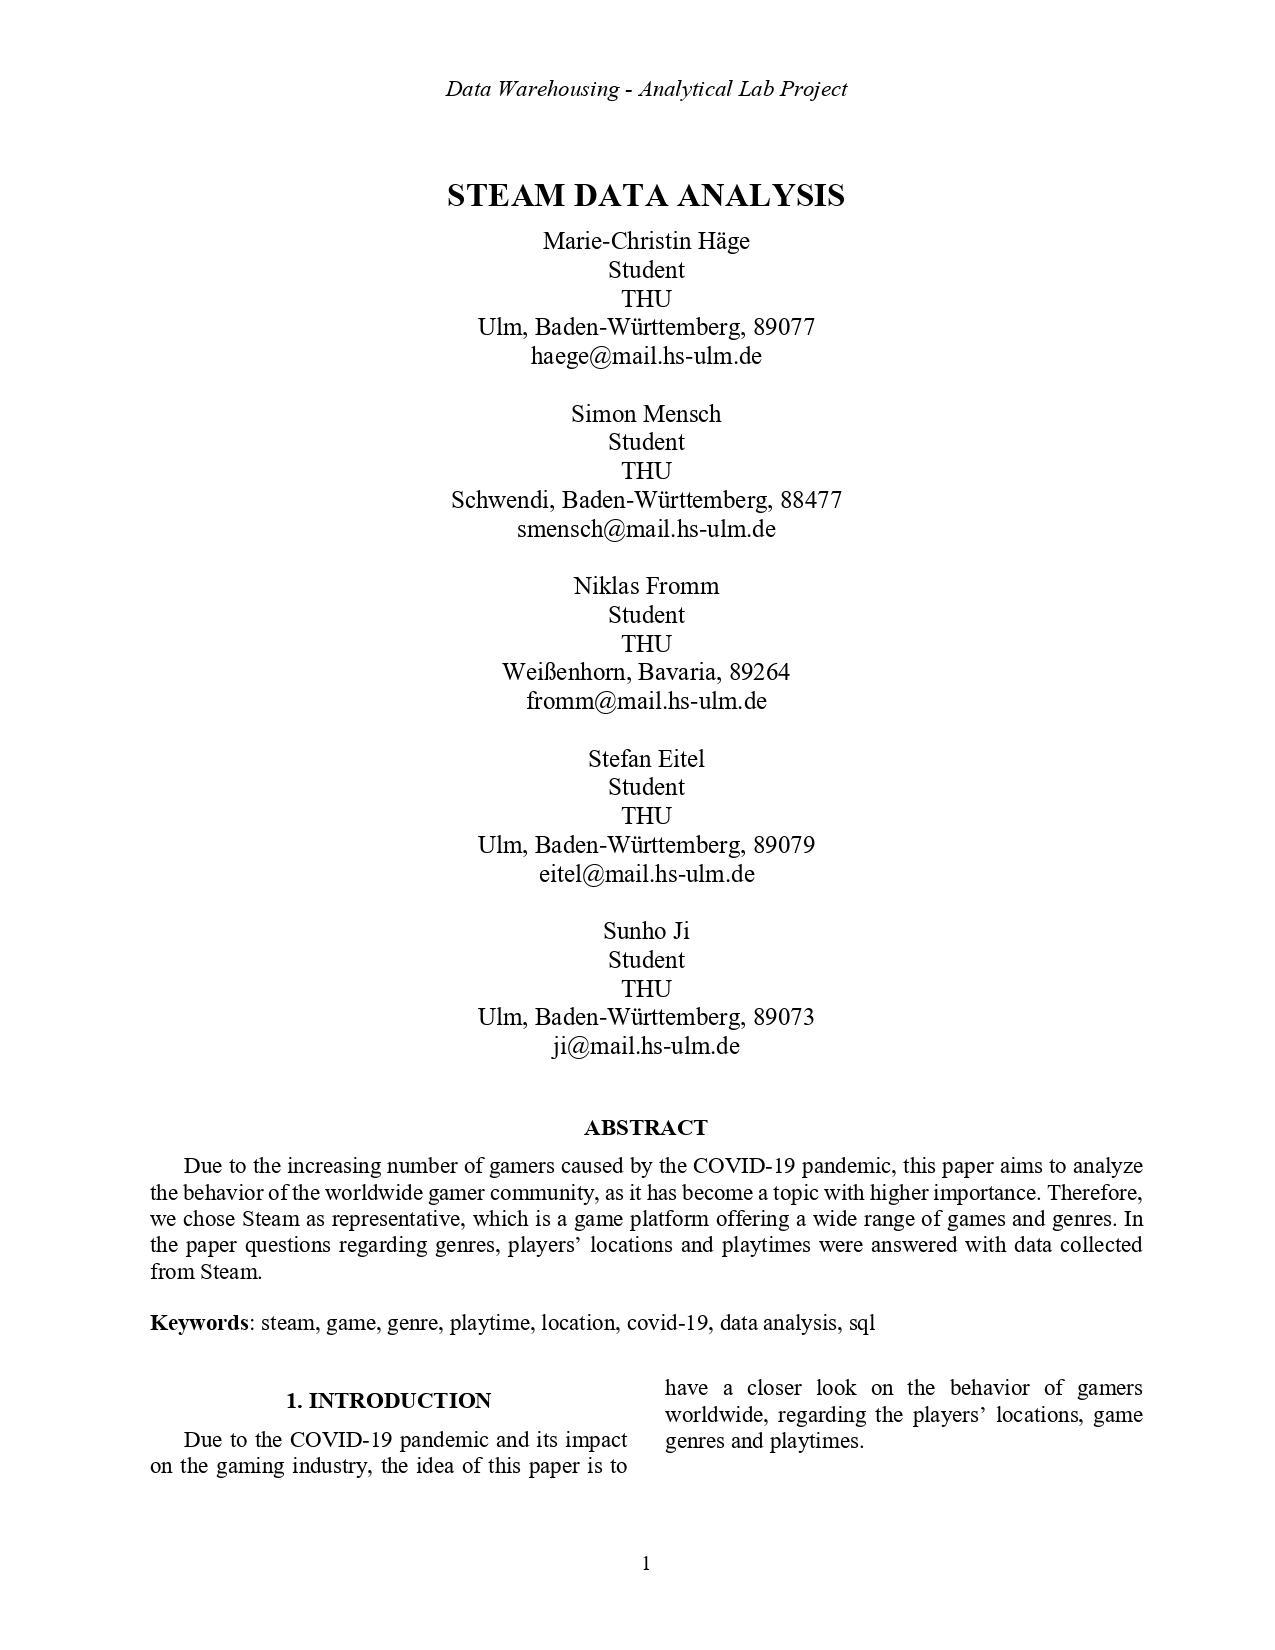 Data Warehousing - Analytical Lab Project
STEAM DATA ANALYSIS
Marie-Christin Häge
Student
THU
Ulm, Baden-Württemberg, 89077
haege@mail.hs-ulm.de
Simon Mensch
Student
THU
Schwendi, Baden-Württemberg, 88477
smensch@mail.hs-ulm.de
Niklas Fromm
Student
THU
Weißenhorn, Bavaria, 89264
fromm@mail.hs-ulm.de
Stefan Eitel
Student
THU
Ulm, Baden-Württemberg, 89079
eitel@mail.hs-ulm.de
Sunho Ji
Student
THU
Ulm, Baden-Württemberg, 89073
ji@mail.hs-ulm.de
ABSTRACT
Due to the increasing number of gamers caused by the COVID-19 pandemic, this paper aims to analyze
the behavior of the worldwide gamer community, as it has become a topic with higher importance. Therefore,
we chose Steam as representative, which is a game platform offering a wide range of games and genres. In
the paper questions regarding genres, players’ locations and playtimes were answered with data collected
from Steam.
Keywords: steam, game, genre, playtime, location, covid-19, data analysis, sql
1. INTRODUCTION
Due to the COVID-19 pandemic and its impact
on the gaming industry, the idea of this paper is to
have a closer look on the behavior of gamers
worldwide, regarding the players’ locations, game
genres and playtimes.
1